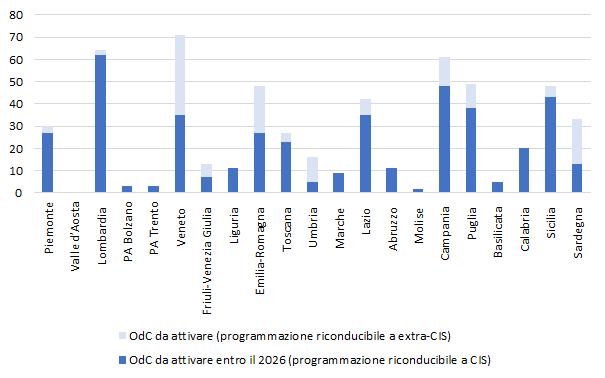 80
70
60
50
40
30
20
10
0
Piemonte
Valle d'Aosta
Lombardia
PA Bolzano
PA Trento
Veneto
Friuli-Venezia Giulia
Liguria
Emilia-Romagna
Toscana
Umbria
Marche
Lazio
Abruzzo
Molise
Campania
Puglia
Basilicata
Calabria
Sicilia
Sardegna
OdC da attivare (programmazione riconducibile a extra-CIS)
OdC da attivare entro il 2026 (programmazione riconducibile a CIS)